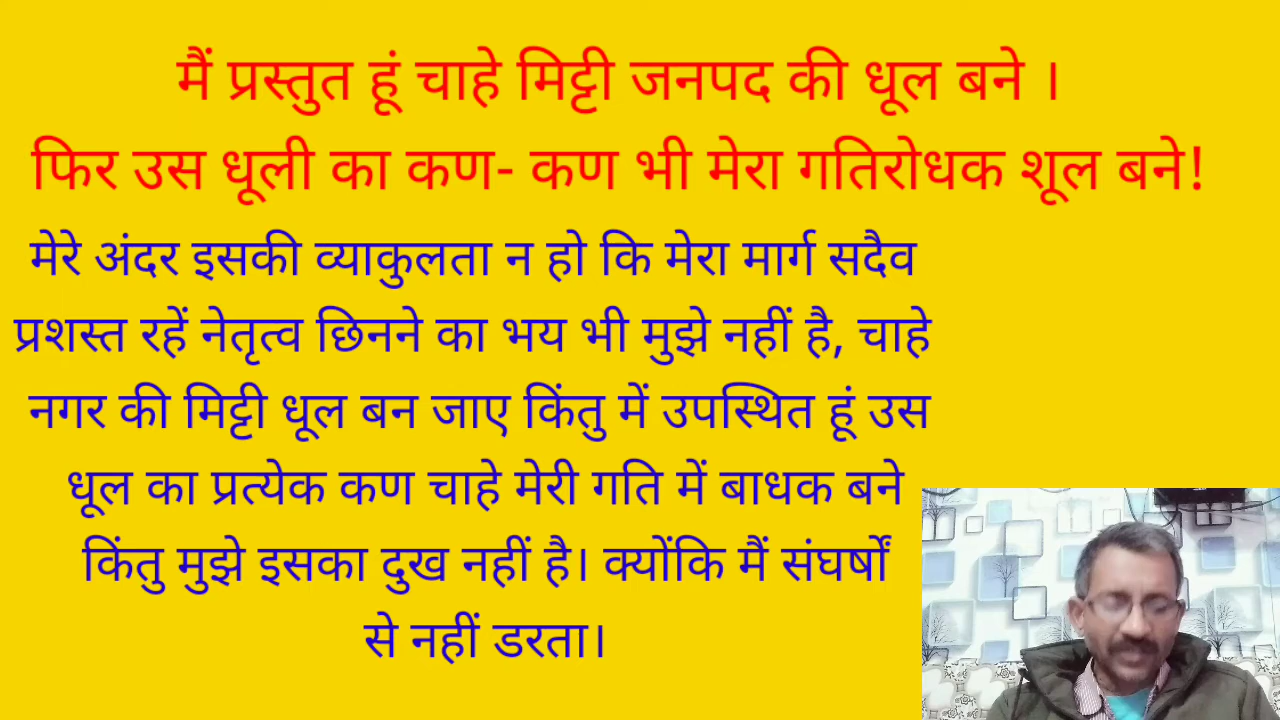 मैं प्रस्तुत हूं चाहे मिट्टी जनपद की धूल बने ।
फिर उस धूली का कण- कण भी मेरा गतिरोधक शूल बने!
मेरे अंदर इसकी व्याकुलता न हो कि मेरा मार्ग सदैव
प्रशस्त रहें नेतृत्व छिनने का भय भी मुझे नहीं है, चाहे
नगर की मिट्टी धूल बन जाए किंतु में उपस्थित हूं उस
धूल का प्रत्येक कण चाहे मेरी गति में बाधक बने
किंतु मुझे इसका दुख नहीं है। क्योंकि मैं संघर्षों
से नहीं डरता।